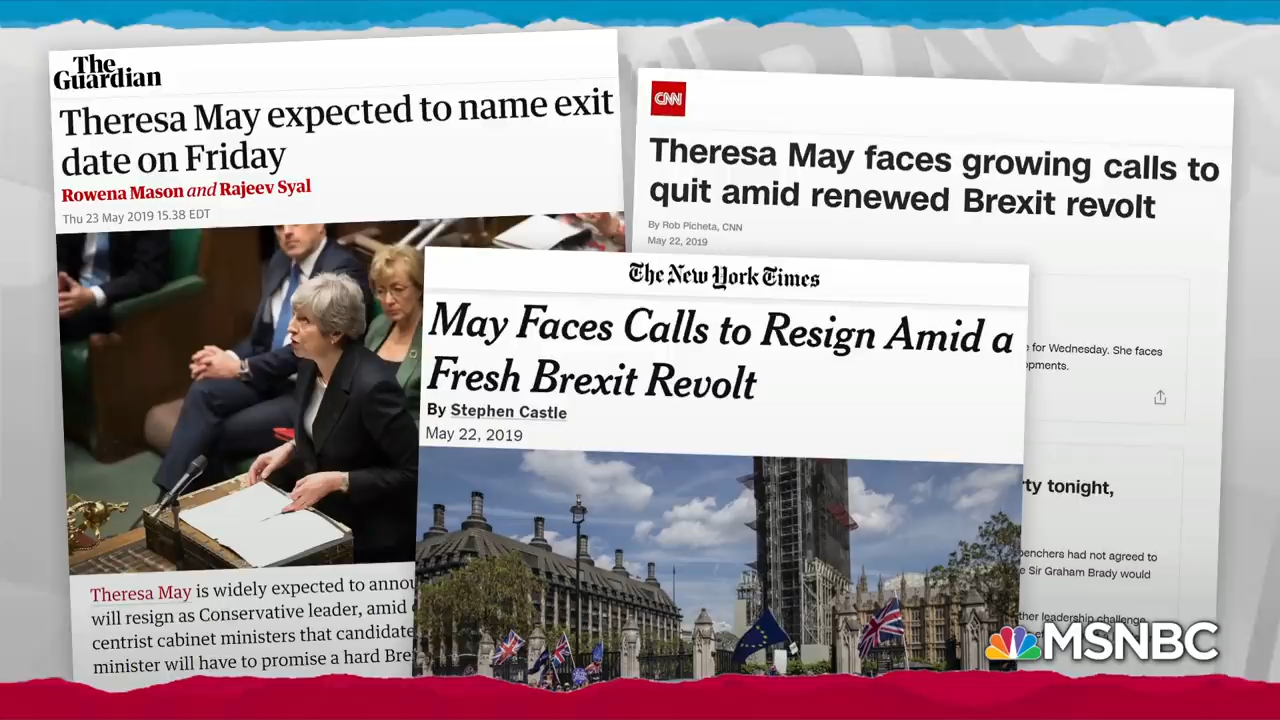 The
Guardian
Theresa May expected to name exit
date on Friday
Rowena Mason and Rajeev Syal
Thu 23 May 2019 15.38 EDT
Theresa May is widely expected to
will resign as Conservative leader, amid
centrist cabinet ministers that candidate
minister will have to promise a hard
CNN
Theresa May faces growing calls to
quit amid renewed Brexit revolt
By Rob Picheta, CNN
May 22, 2019
for Wednesday. She faces
The New York Times
May Faces Calls to Resign Amid a
Fresh Brexit Revolt
By Stephen Castle
May 22, 2019
tonight,
had not agreed to
Sir Graham Brady would
leadership challenge
MSNBC